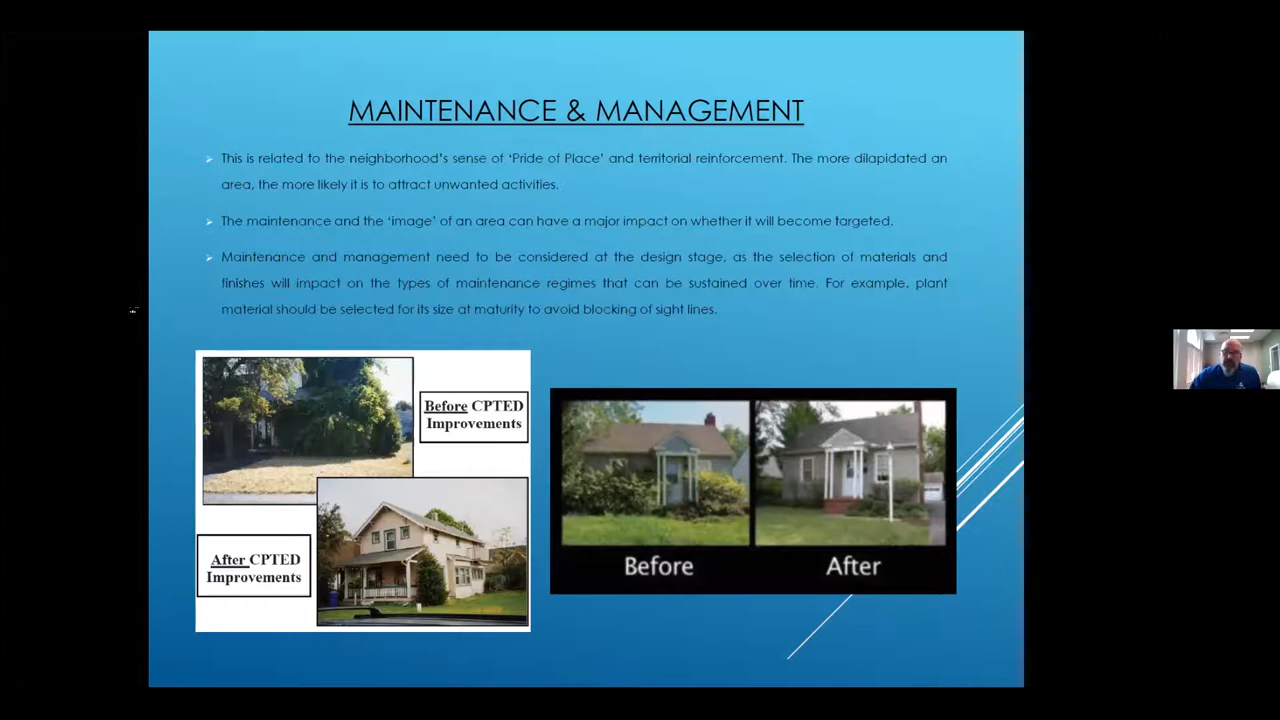 MAINTENANCE & MANAGEMENT
This is related to the neighborhood's sense of 'Pride of Place' and territorial reinforcement. The more dilapidated an
area, the more likely it is to attract unwanted activities.
The maintenance and the 'image' of an area can have a major impact on whether it will become targeted.
Maintenance and management need to be considered at the design stage, as the selection of materials and
finishes will impact on the types of maintenance regimes that can be sustained over time. For example, plant
material should be selected for its size at maturity to avoid blocking of sight lines.
Before CPTED
Improvements
After CPTED
Improvements
Before
After